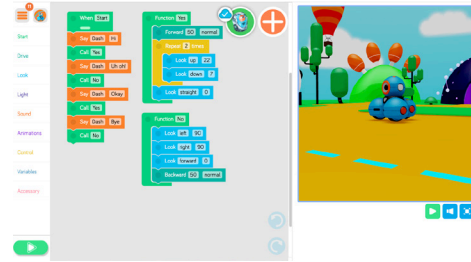 Start
Drive
Look
Light
Sound
Animations
Control
Variables
Accessory
When Start
Say Dash Hi
Call Yes
Say Dash Uh oh!
Call No
Say Dash Okay
Call Yes
Say Dash Bye
Call No
Function Yes
Forward 50 normal
Repeat 2 times
Look up 22
Look down 7
Look straight 0
Function No
Look left 90
Look right 90
Look forward 0
Backward 50 normal